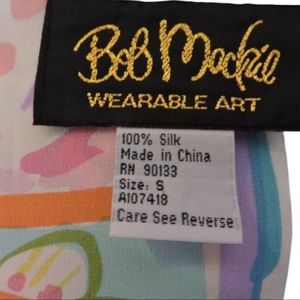 Bob Mackie
WEARABLE ART
100% Silk
Made in China
RN 90133
Size: S
A107418
Care See Reverse